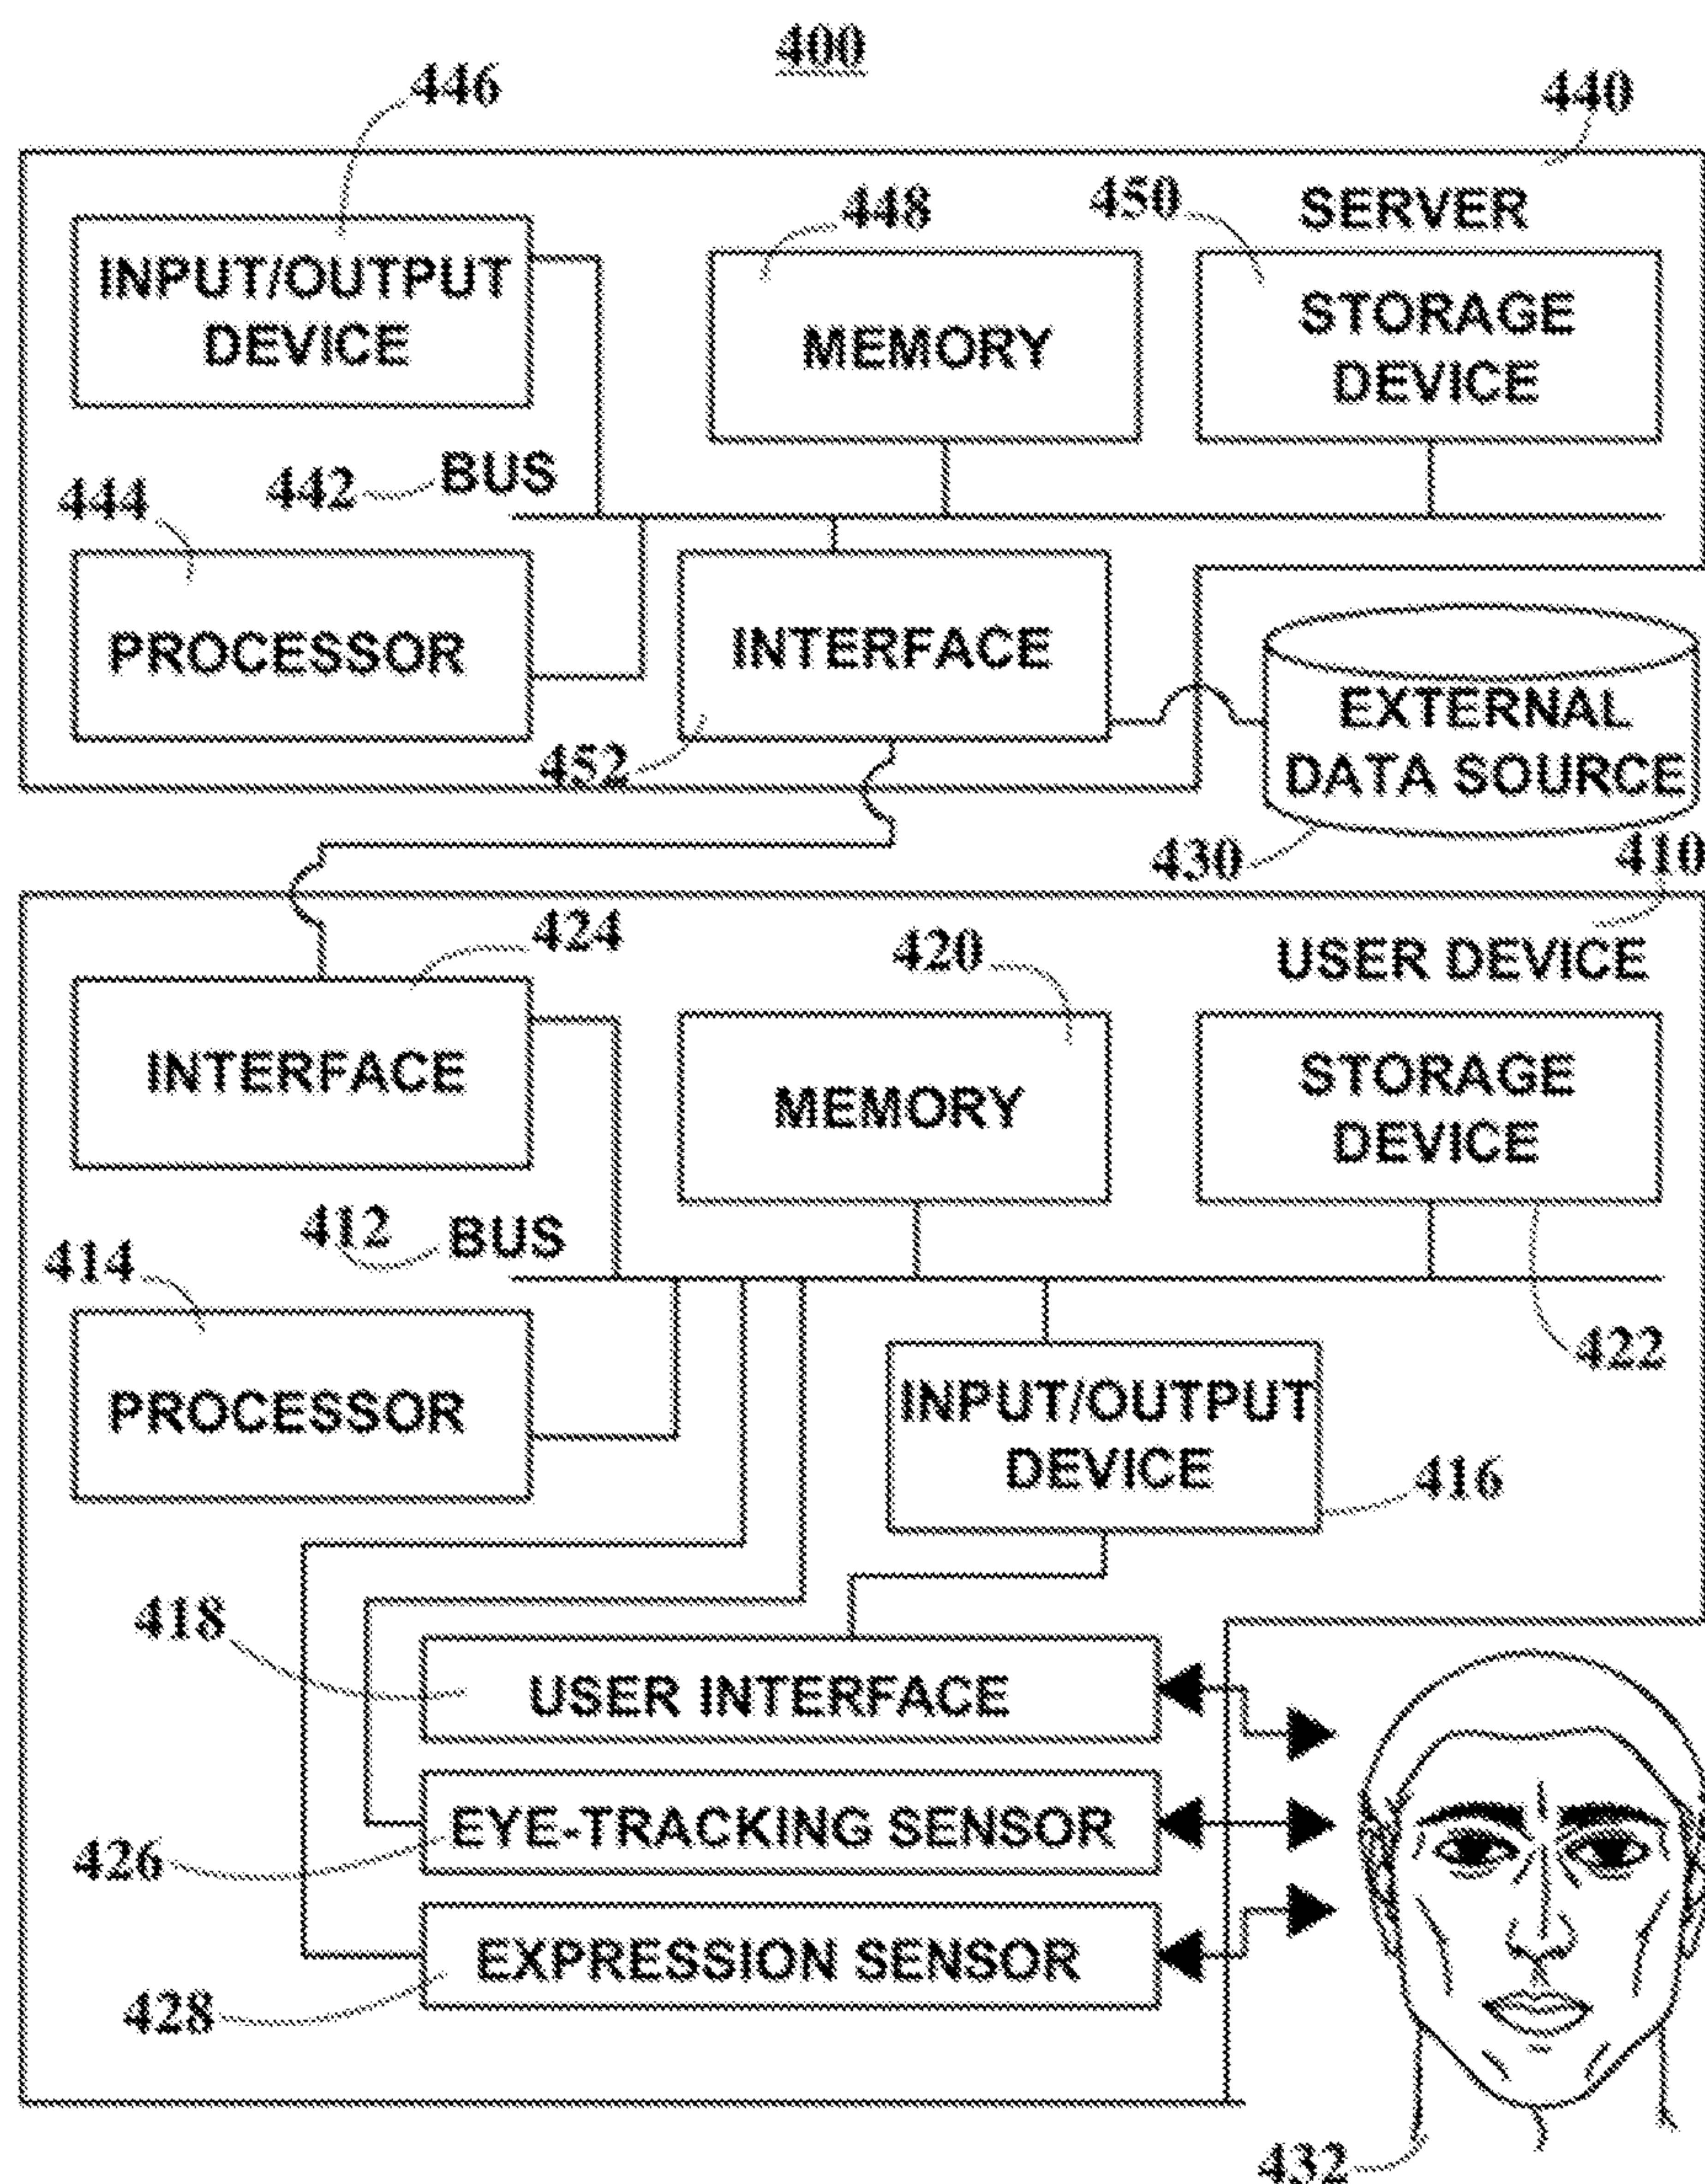 400
446
440
448
450
SERVER
INPUT/OUTPUT
DEVICE
MEMORY
STORAGE
DEVICE
442
BUS
444
PROCESSOR
INTERFACE
452
EXTERNAL
DATA SOURCE
430
410
424
420
USER DEVICE
INTERFACE
MEMORY
STORAGE
DEVICE
412
BUS
414
PROCESSOR
422
INPUT/OUTPUT
DEVICE
416
418
USER INTERFACE
426
EYE-TRACKING SENSOR
EXPRESSION SENSOR
428
432